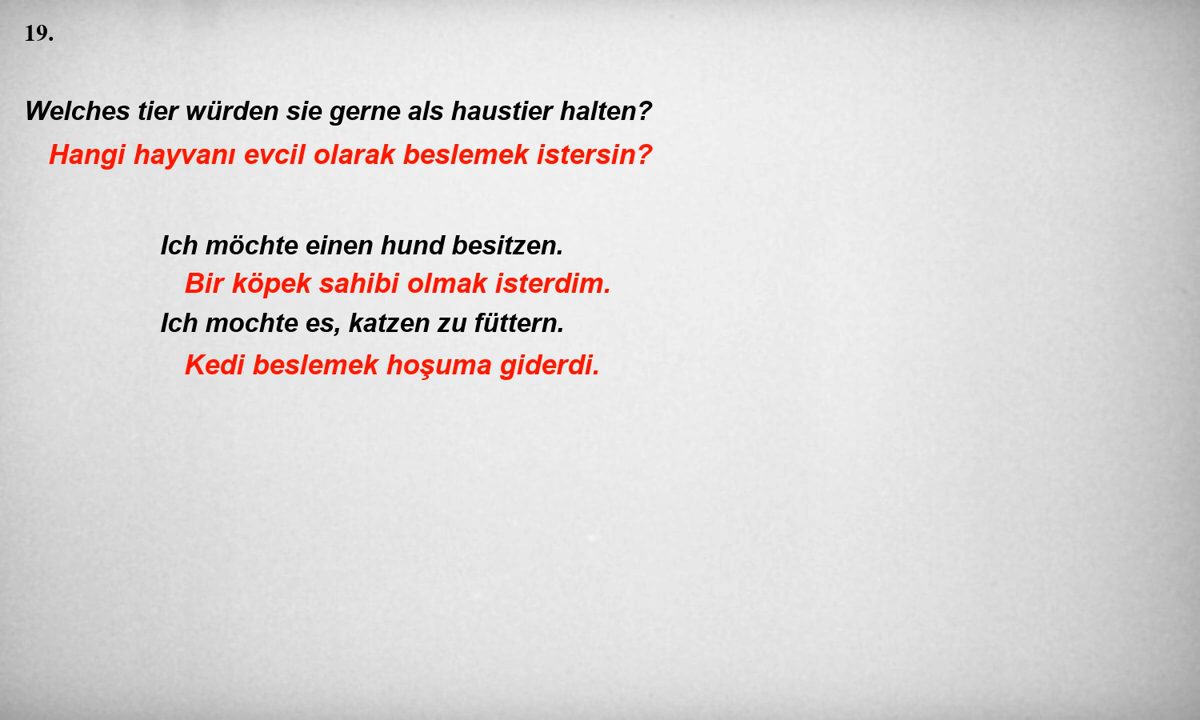 19.
Welches tier würden sie gerne als haustier halten?
Hangi hayvanı evcil olarak beslemek istersin?
Ich möchte einen hund besitzen.
Bir köpek sahibi olmak isterdim.
Ich mochte es, katzen zu füttern.
Kedi beslemek hoşuma giderdi.